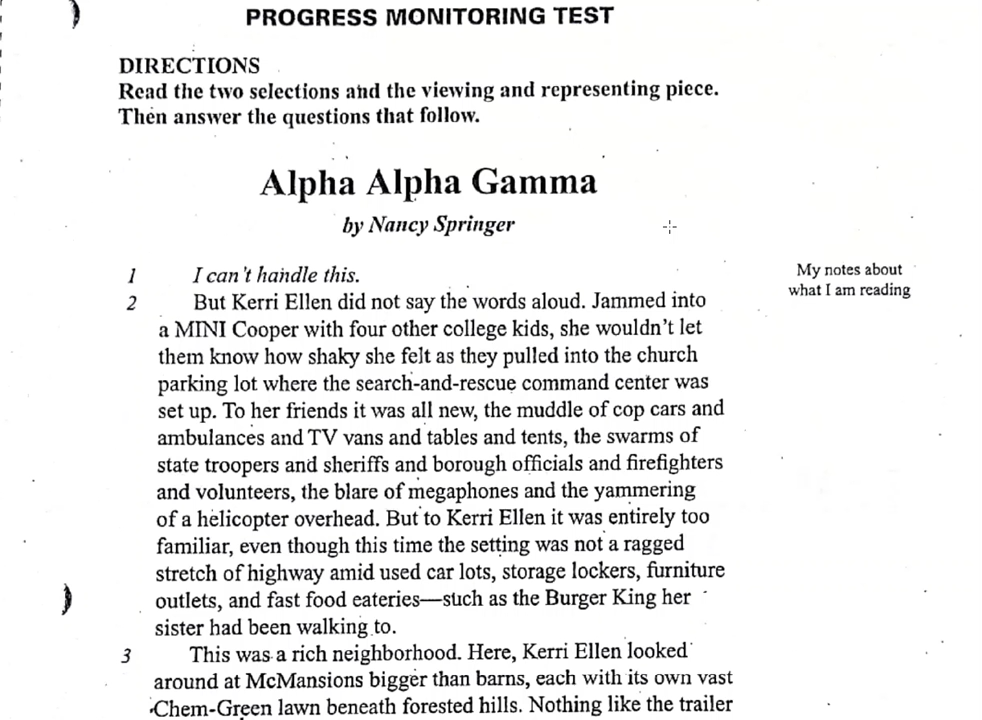 PROGRESS MONITORING TEST
DIRECTIONS
Read the two selections and the viewing and representing piece.
Then answer the questions that follow.
Alpha Alpha Gamma
by Nancy Springer
1 I can't handle this.
2 But Kerri Ellen did not say the words aloud. Jammed into
a MINI Cooper with four other college kids, she wouldn't let
them know how shaky she felt as they pulled into the church
parking lot where the search-and-rescue command center was
set up. To her friends it was all new, the muddle of cop cars and
ambulances and TV vans and tables and tents, the swarms of
state troopers and sheriffs and borough officials and firefighters
and volunteers, the blare of megaphones and the yammering
of a helicopter overhead. But to Kerri Ellen it was entirely too
familiar, even though this time the setting was not a ragged
stretch of highway amid used car lots, storage lockers, furniture
outlets, and fast food eateries—such as the Burger King her
sister had been walking to.
3 This was a rich neighborhood. Here, Kerri Ellen looked
around at McMansions bigger than barns, each with its own vast
Chem-Green lawn beneath forested hills. Nothing like the trailer
My notes about
what I am reading